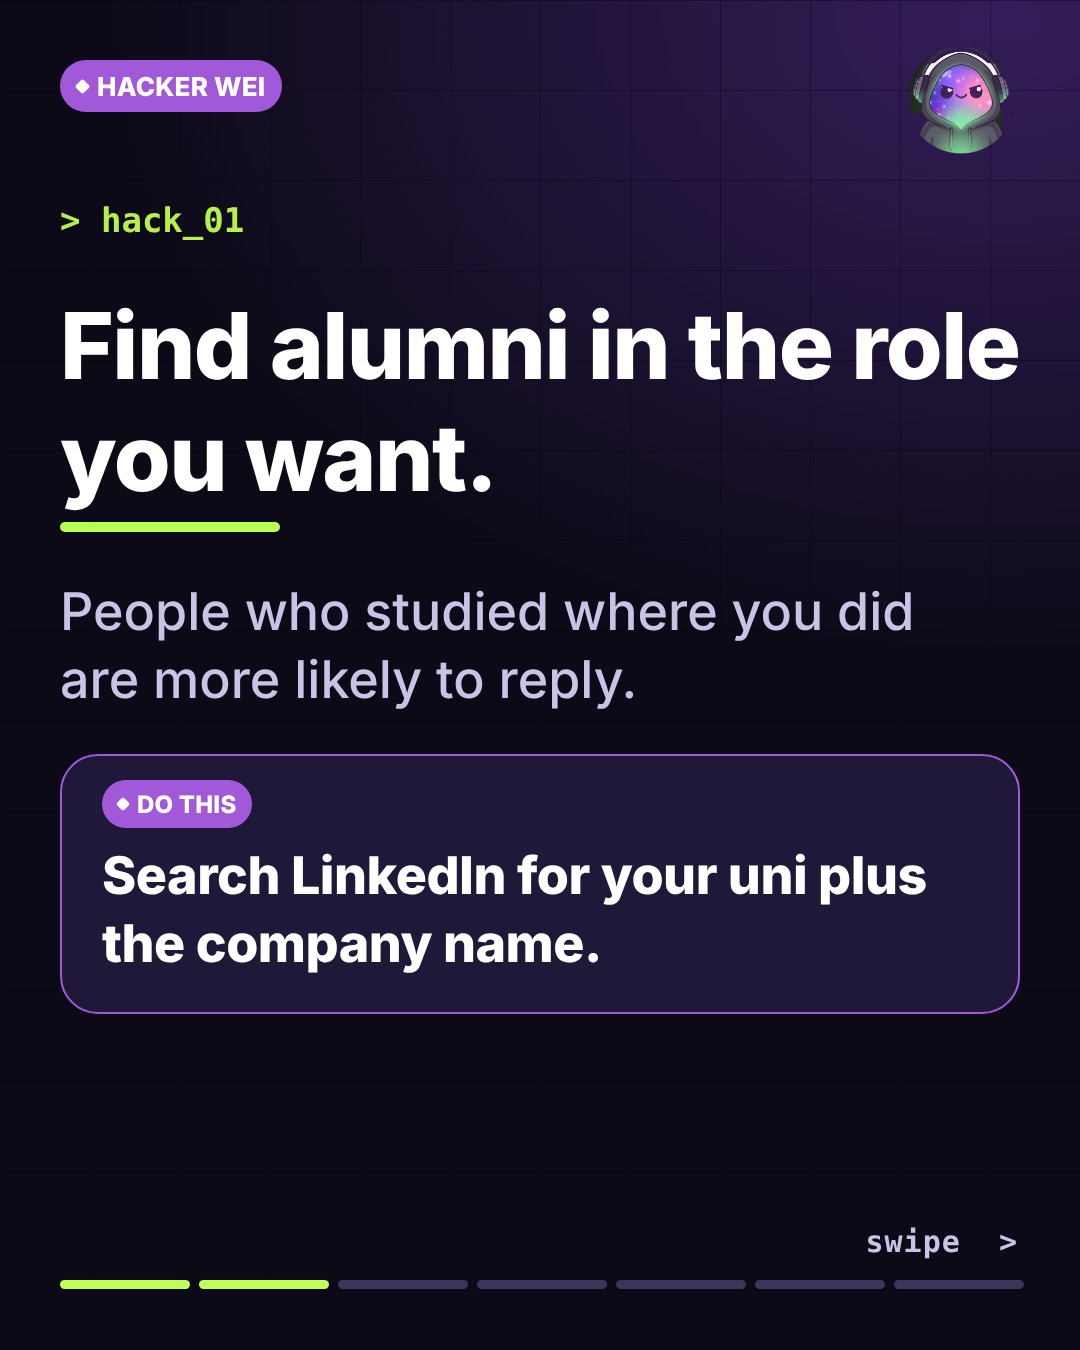 HACKER WEI
> hack_01
Find alumni in the role
you want.
People who studied where you did
are more likely to reply.
DO THIS
Search LinkedIn for your uni plus
the company name.
swipe >